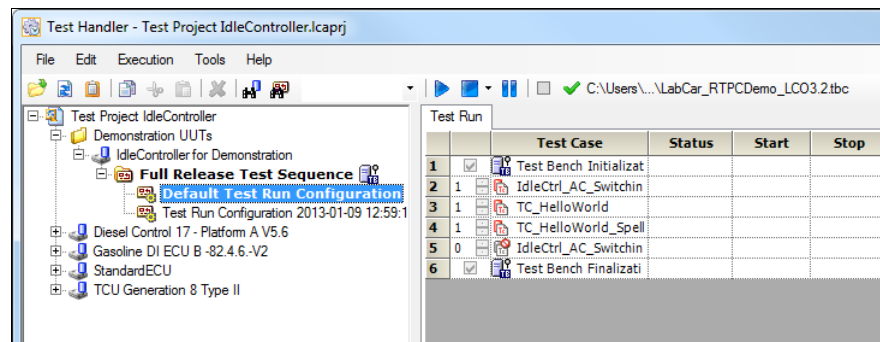 Test Handler - Test Project IdleController.lcaprj
File Edit Execution Tools Help
C:\Users\...\LabCar_RTPCDemo_LCO3.2.tbc
Test Project IdleController
Demonstration UUTs
IdleController for Demonstration
Full Release Test Sequence
Default Test Run Configuration
Test Run Configuration 2013-01-09 12:59:1
Diesel Control 17 - Platform A V5.6
Gasoline DI ECU B -82.4.6.-V2
StandardECU
TCU Generation 8 Type II
Test Run
Test Case Status Start Stop
1 Test Bench Initializat
2 1 IdleCtrl_AC_Switchin
3 1 TC_HelloWorld
4 1 TC_HelloWorld_Spell
5 0 IdleCtrl_AC_Switchin
6 Test Bench Finalizati